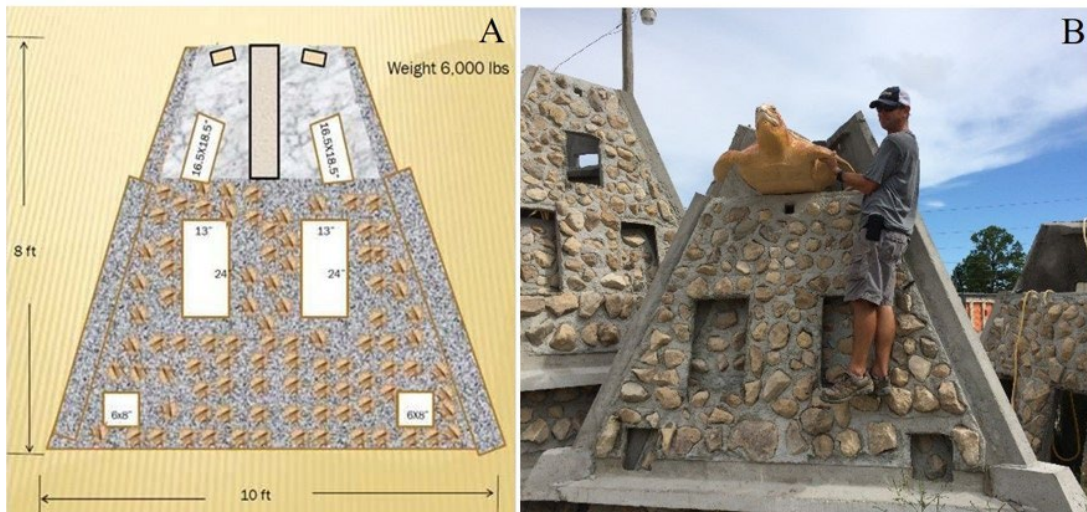 A
Weight 6,000 lbs
16.5X18.5"
16.5X18.5"
13"
13"
24"
24"
8 ft
6x8"
6X8"
10 ft
B